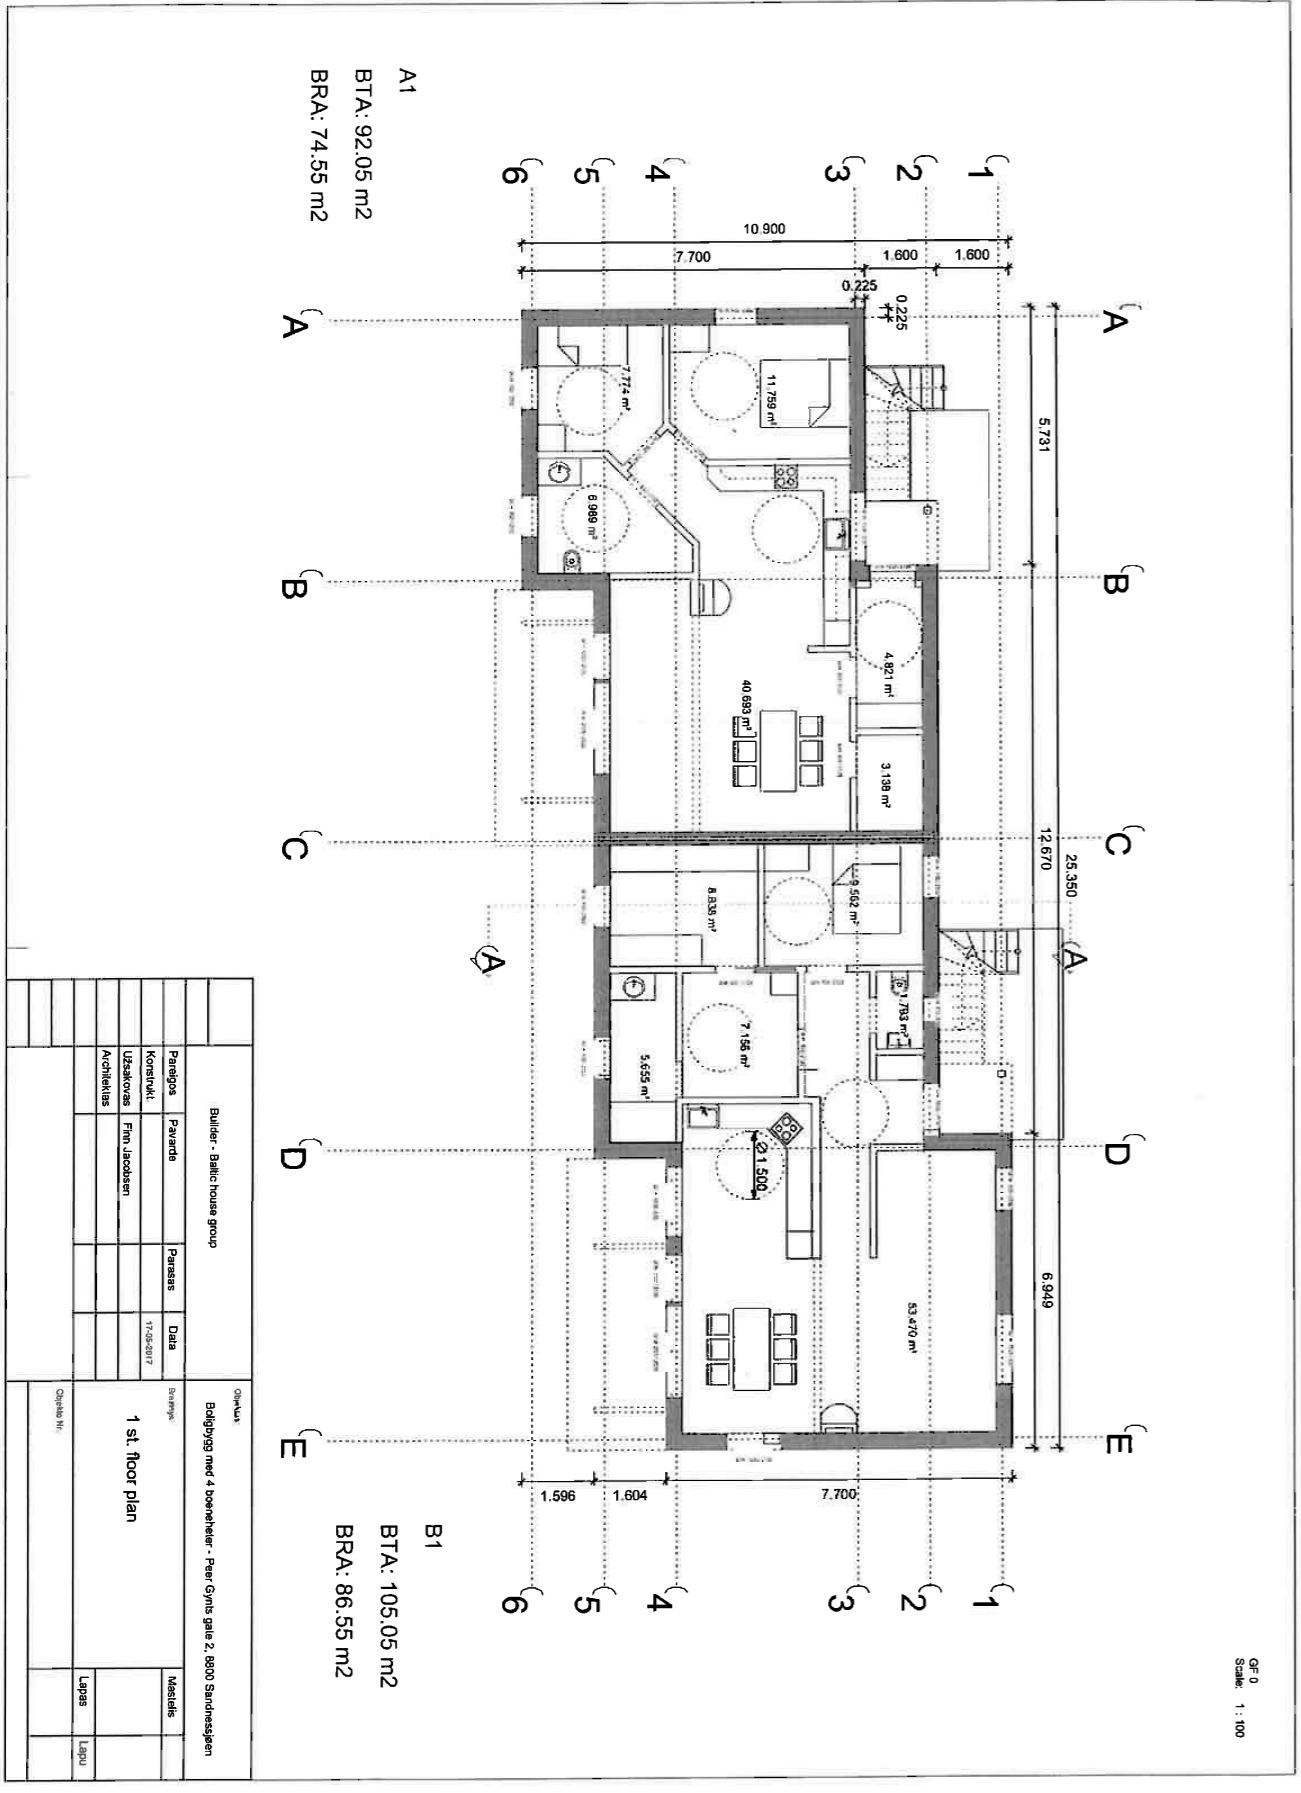 GF 0
Scale: 1 : 100
A1
BTA: 92.05 m2
BRA: 74.55 m2
B1
BTA: 105.05 m2
BRA: 86.55 m2
1
2
3
4
5
6
10.900
7.700
1.600
1.600
0.225
0.225
A
B
C
D
E
25.350
5.731
12.670
6.949
A
B
C
D
E
A
A
11.759 m²
7.774 m²
6.989 m²
40.693 m²
4.821 m²
3.138 m²
8.838 m²
9.562 m²
1.793 m²
7.156 m²
5.655 m²
53.470 m²
Ø 1.500
1.596
1.604
7.700
1
2
3
4
5
6
Builder - Baltic house group
Pareigos Pavarde Parasas Data
Konstrukt. 17-05-2017
Užsakovas Finn Jacobsen
Architektas
Objektas:
Boligbygg med 4 boenheter - Peer Gynts gate 2, 8800 Sandnessjøen
Brėžinys:
1 st. floor plan
Mastelis
Objekto Nr.
Lapas Lapu